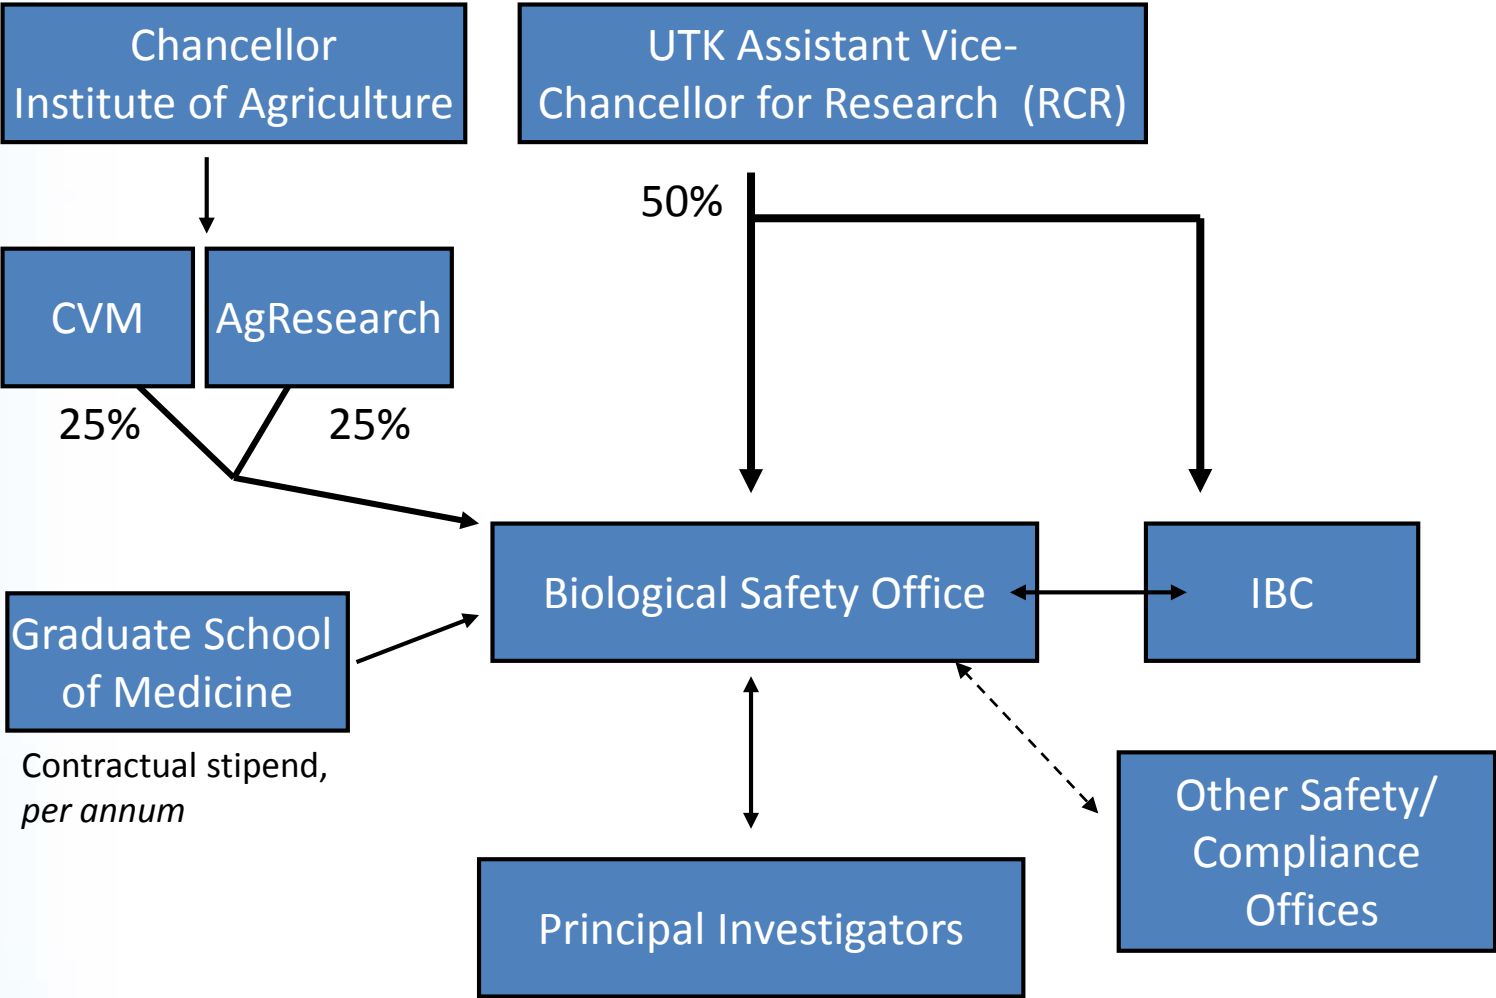 Chancellor
Institute of Agriculture
UTK Assistant Vice-
Chancellor for Research  (RCR)
50%
CVM
AgResearch
25%
25%
Biological Safety Office
IBC
Graduate School
of Medicine
Contractual stipend,
per annum
Other Safety/
Compliance
Offices
Principal Investigators